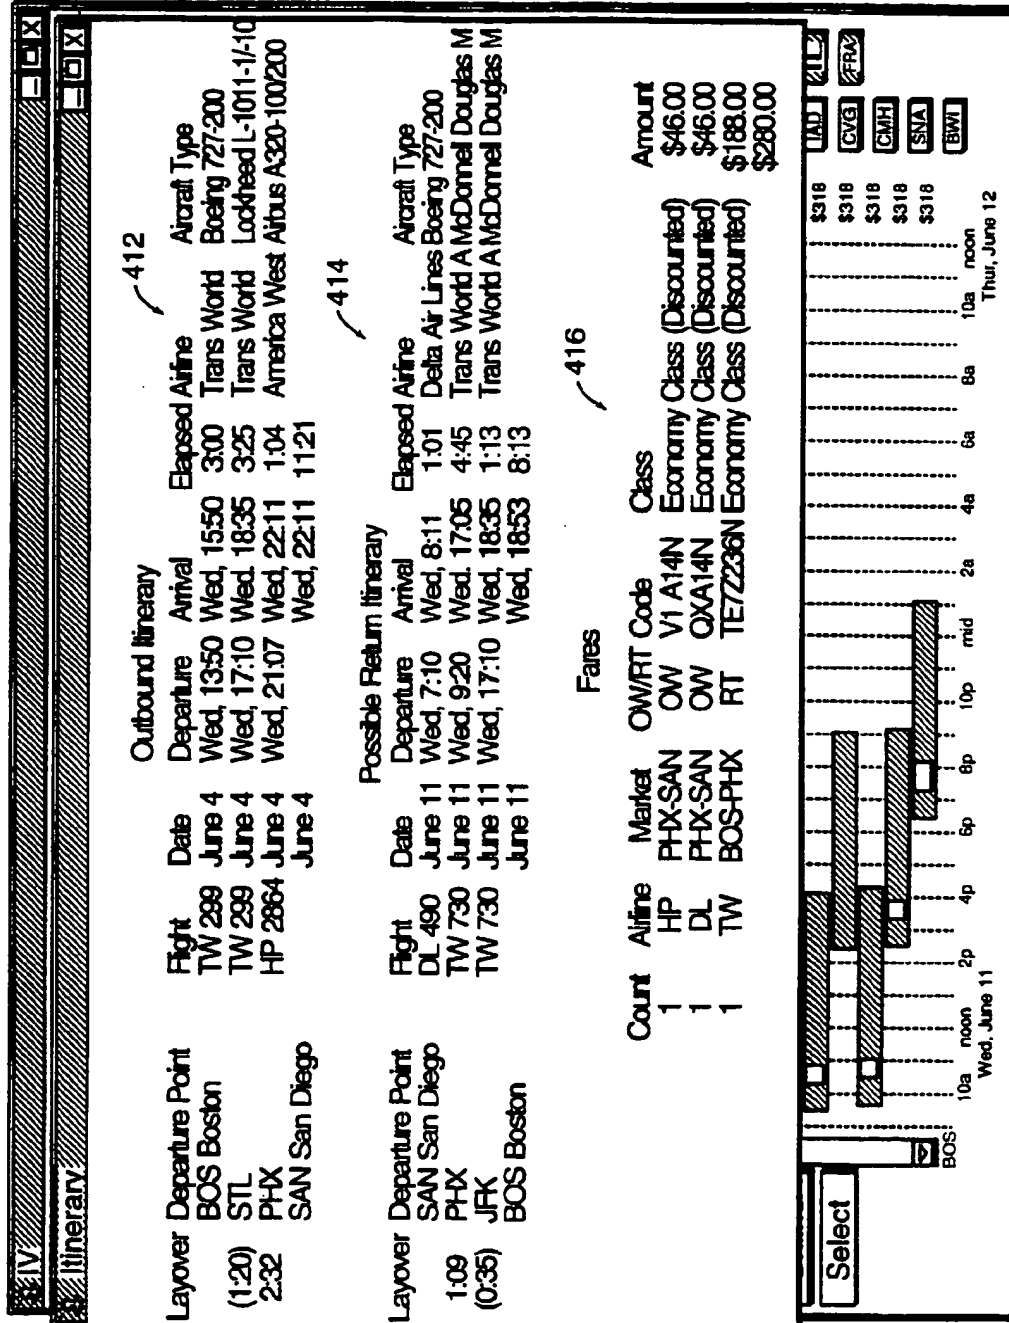 IV
Itinerary
412
Outbound Itinerary
Layover Departure Point Flight Date Departure Arrival Elapsed Airline Aircraft Type
BOS Boston TW 299 June 4 Wed, 13:50 Wed, 15:50 3:00 Trans World Boeing 727-200
(1:20) STL TW 299 June 4 Wed, 17:10 Wed. 18:35 3:25 Trans World Lockheed L-1011-1/-10
2:32 PHX HP 2864 June 4 Wed, 21:07 Wed, 22:11 1:04 America West Airbus A320-100/200
SAN San Diego June 4 Wed, 22:11 11:21
414
Possible Return Itinerary
Layover Departure Point Flight Date Departure Arrival Elapsed Airline Aircraft Type
SAN San Diego DL 490 June 11 Wed, 7:10 Wed, 8:11 1:01 Delta Air Lines Boeing 727-200
1:09 PHX TW 730 June 11 Wed, 9:20 Wed. 17:05 4:45 Trans World A McDonnel Douglas M
(0:35) JFK TW 730 June 11 Wed, 17:10 Wed, 18:35 1:13 Trans World A McDonnel Douglas M
BOS Boston June 11 Wed, 18:53 8:13
416
Fares
Count Airline Market OW/RT Code Class Amount
1 HP PHX-SAN OW V1 A14N Economy Class (Discounted) $46.00
1 DL PHX-SAN OW QXA14N Economy Class (Discounted) $46.00
1 TW BOS-PHX RT TE7Z236N Economy Class (Discounted) $188.00
$280.00
$318 IAD
$318 CVG FRA
$318 CMH
$318 SNA
$318 BWI
Select
BOS 10a noon 2p 4p 6p 8p 10p mid 2a 4a 6a 8a 10a noon
Wed, June 11 Thur, June 12